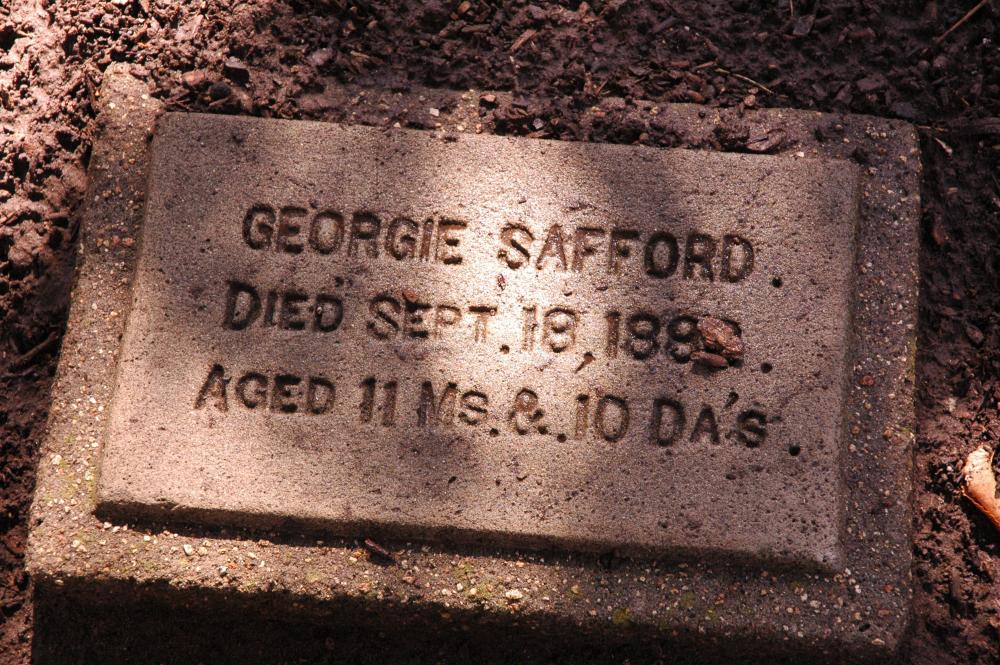 GEORGIE SAFFORD.
DIED SEPT. 18,
AGED 11 Ms. & 10 DA's.